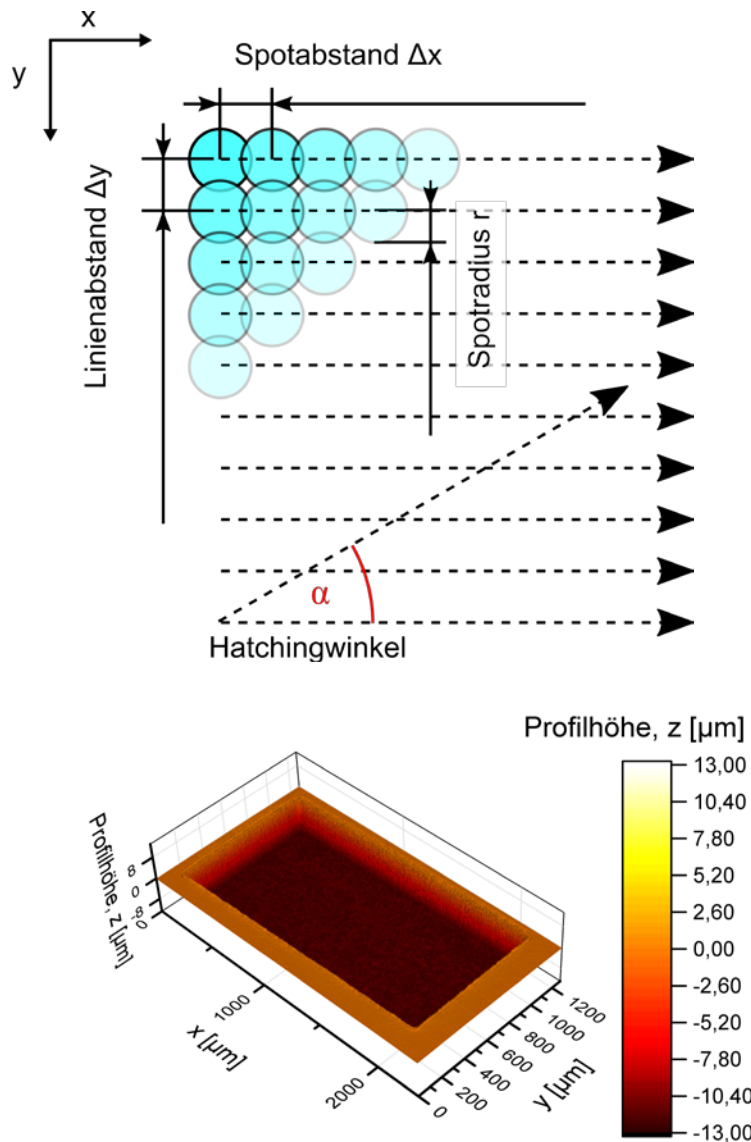 x
Spotabstand Δx
y
Linienabstand Δy
Spotradius r
α
Hatchingwinkel
Profilhöhe, z [µm]
13,00
10,40
7,80
5,20
2,60
0,00
-2,60
-5,20
-7,80
-10,40
-13,00
Profilhöhe, z [µm]
8
0
-8
0
1000
2000
x [µm]
0
200
400
600
800
1000
1200
y [µm]